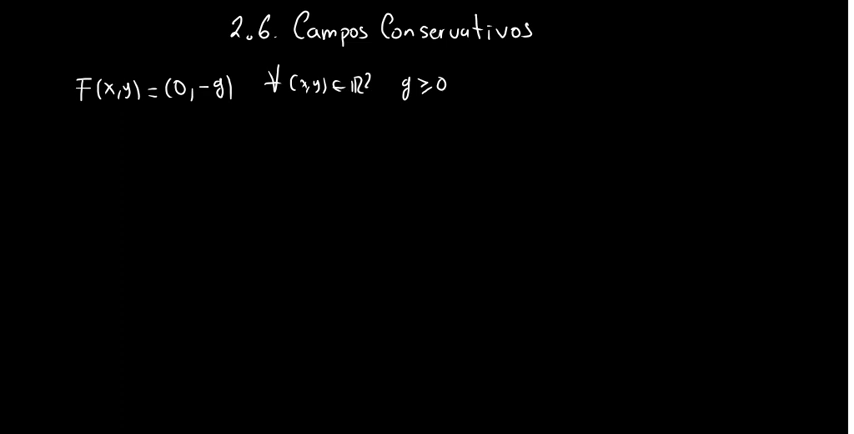 2.6. Campos Conservativos
F(x,y) = (0, -g) ∀ (x,y) ∈ ℝ² g ≥ 0